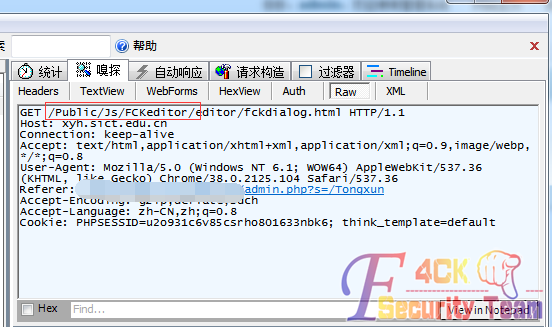 帮助
统计 嗅探 自动响应 请求构造 过滤器 Timeline
Headers TextView WebForms HexView Auth Raw XML
GET /Public/Js/FCKeditor/editor/fckdialog.html HTTP/1.1
Host: xyh.sict.edu.cn
Connection: keep-alive
Accept: text/html,application/xhtml+xml,application/xml;q=0.9,image/webp,
*/*;q=0.8
User-Agent: Mozilla/5.0 (Windows NT 6.1; WOW64) AppleWebKit/537.36
(KHTML, like Gecko) Chrome/38.0.2125.104 Safari/537.36
Referer: admin.php?s=/Tongxun
Accept-Encoding: gzip,deflate,sdch
Accept-Language: zh-CN,zh;q=0.8
Cookie: PHPSESSID=u2o931c6v85csrho801633nbk6; think_template=default
F4CK
Security Team
Hex Find... View in Notepad